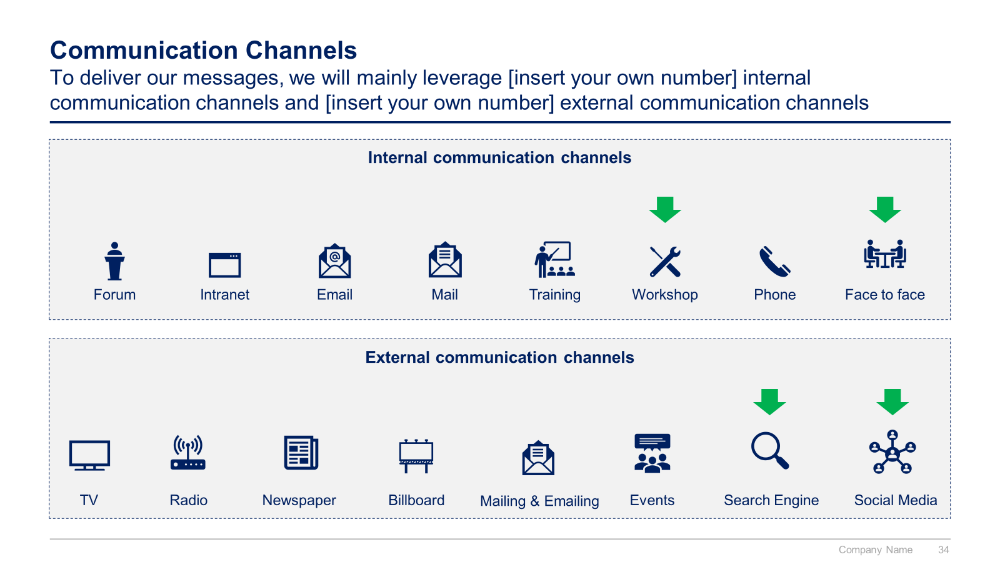 Communication Channels
To deliver our messages, we will mainly leverage [insert your own number] internal
communication channels and [insert your own number] external communication channels
Internal communication channels
Forum
Intranet
Email
Mail
Training
Workshop
Phone
Face to face
External communication channels
TV
Radio
Newspaper
Billboard
Mailing & Emailing
Events
Search Engine
Social Media
Company Name 34